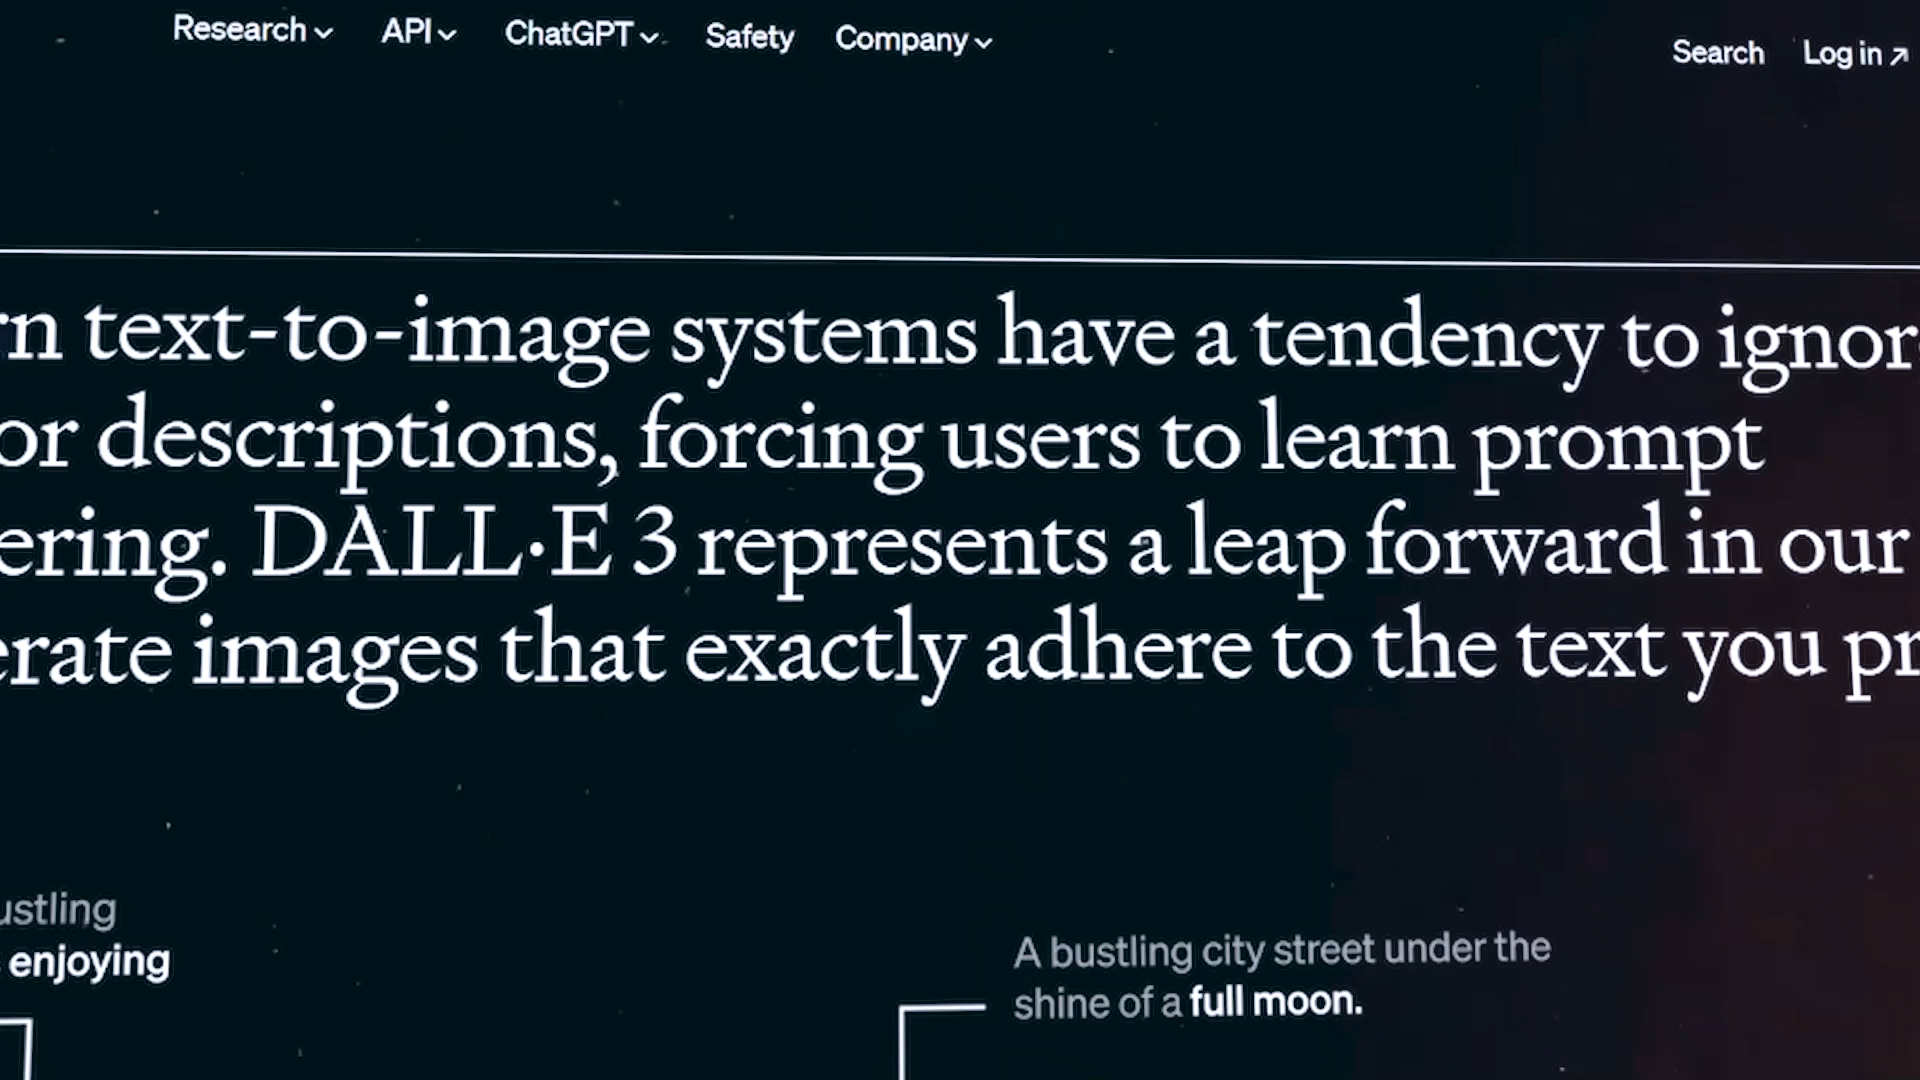 Research API ChatGPT Safety Company Search Log in ↗
rn text-to-image systems have a tendency to ignor
or descriptions, forcing users to learn prompt
ering. DALL·E 3 represents a leap forward in our
erate images that exactly adhere to the text you pr
ustling
enjoying
A bustling city street under the
shine of a full moon.